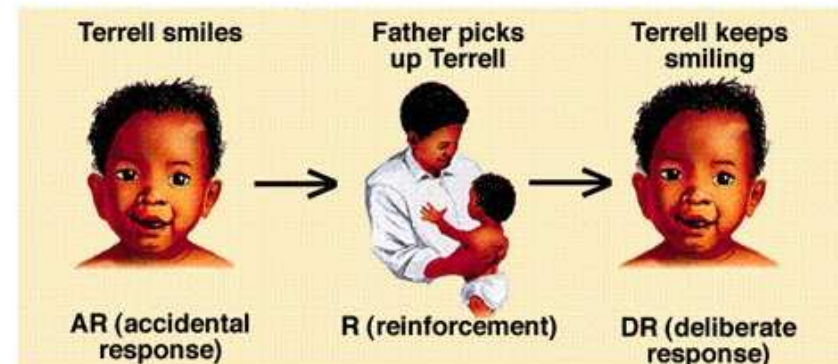 Terrell smiles
Father picks
up Terrell
Terrell keeps
smiling
AR (accidental
response)
R (reinforcement)
DR (deliberate
response)